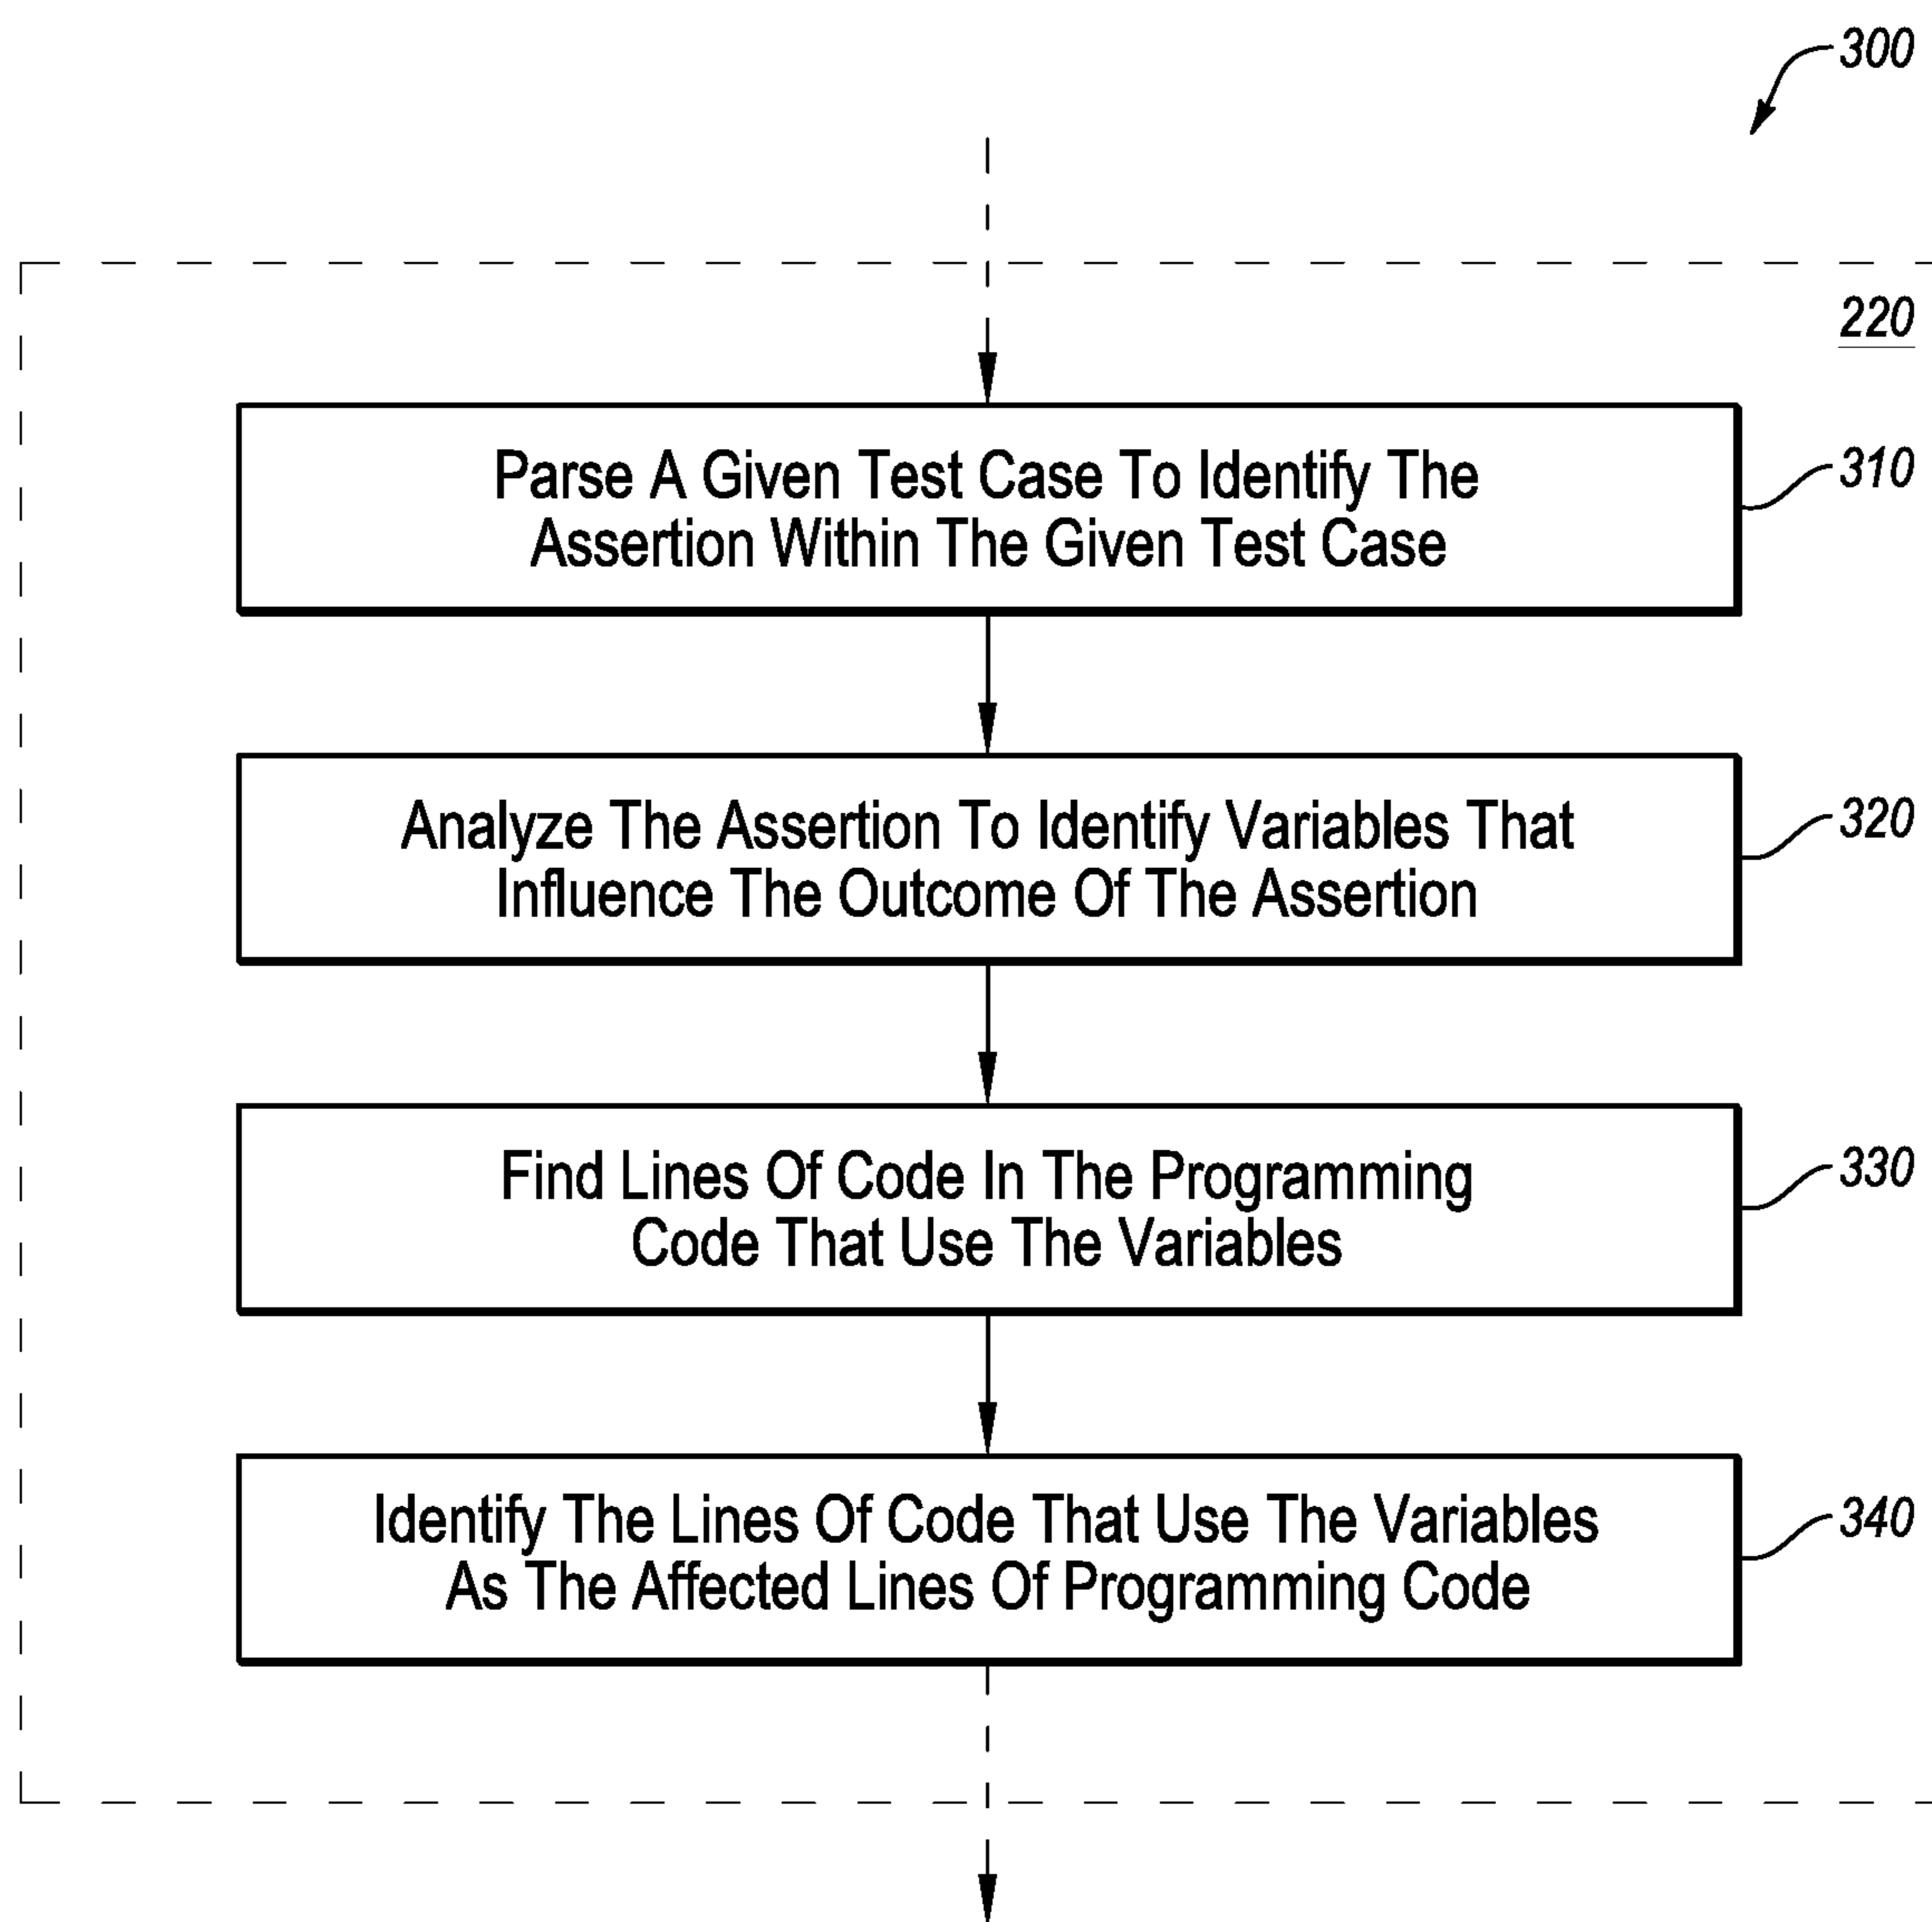 300
220
Parse A Given Test Case To Identify The
Assertion Within The Given Test Case
310
Analyze The Assertion To Identify Variables That
Influence The Outcome Of The Assertion
320
Find Lines Of Code In The Programming
Code That Use The Variables
330
Identify The Lines Of Code That Use The Variables
As The Affected Lines Of Programming Code
340